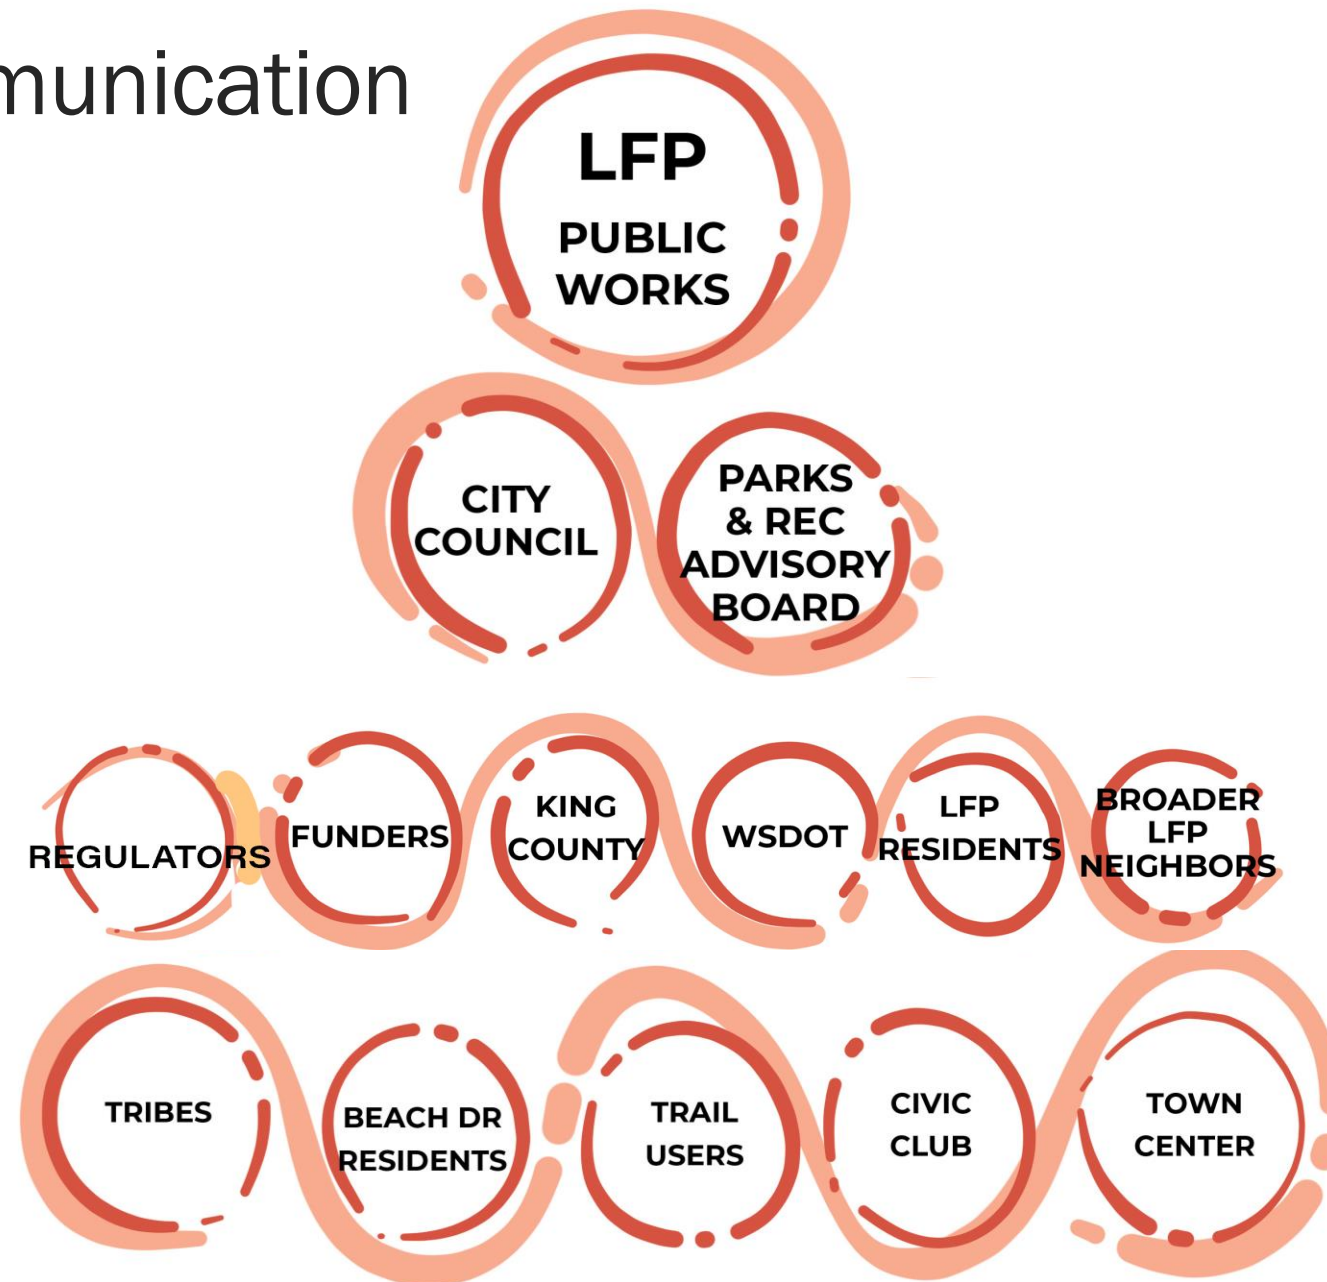 munication
LFP
PUBLIC
WORKS
CITY
COUNCIL
PARKS
& REC
ADVISORY
BOARD
REGULATORS
FUNDERS
KING
COUNTY
WSDOT
LFP
RESIDENTS
BROADER
LFP
NEIGHBORS
TRIBES
BEACH DR
RESIDENTS
TRAIL
USERS
CIVIC
CLUB
TOWN
CENTER